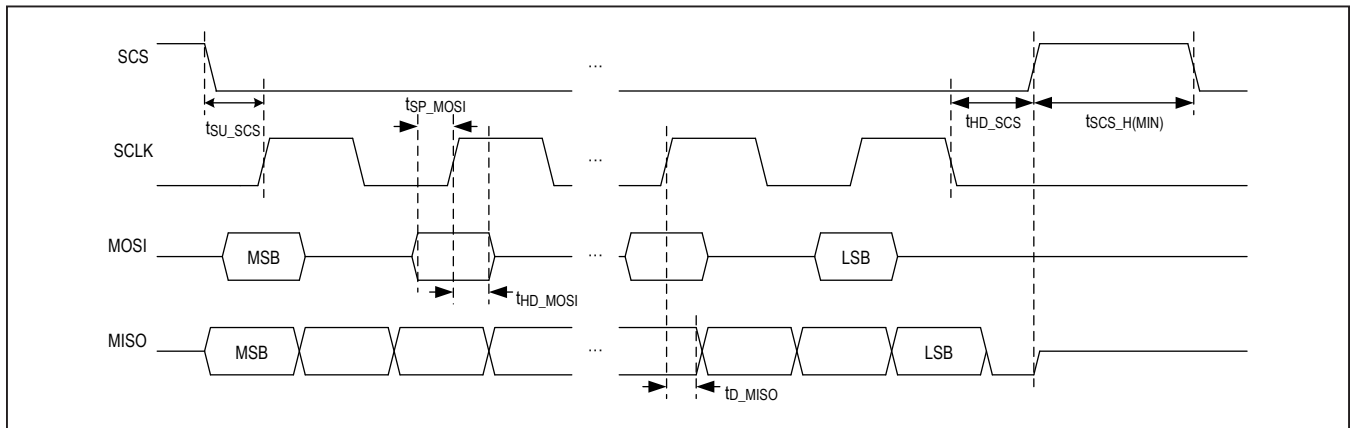 SCS
...
tSU_SCS
tSP_MOSI
tHD_SCS
tSCS_H(MIN)
SCLK
...
MOSI
MSB
...
LSB
tHD_MOSI
MISO
MSB
...
LSB
tD_MISO